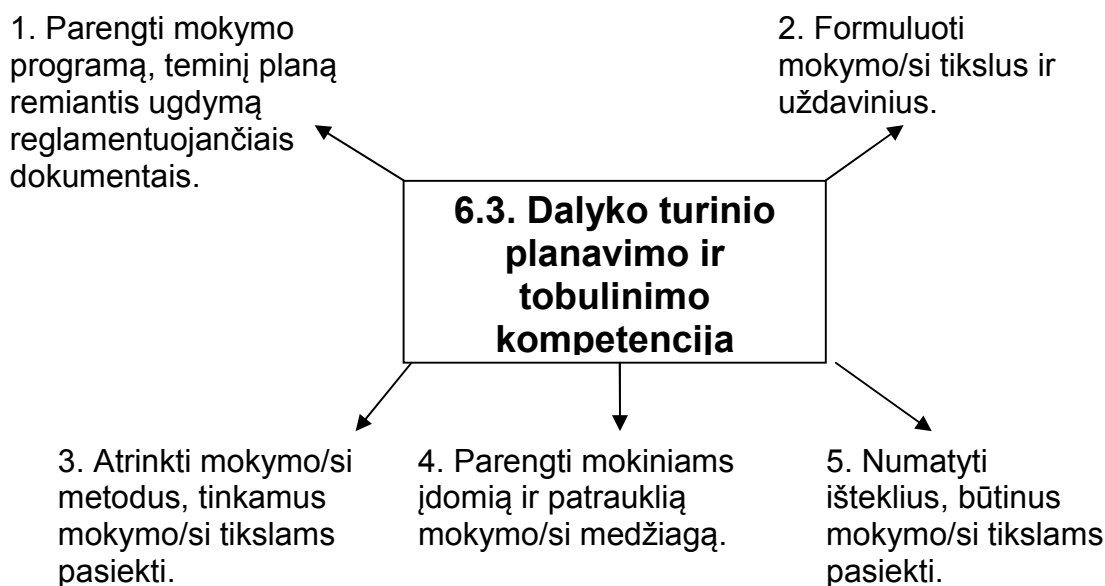 1. Parengti mokymo
programą, teminį planą
remiantis ugdymą
reglamentuojančiais
dokumentais.
2. Formuluoti
mokymo/si tikslus ir
uždavinius.
6.3. Dalyko turinio
planavimo ir
tobulinimo
kompetencija
3. Atrinkti mokymo/si
metodus, tinkamus
mokymo/si tikslams
pasiekti.
4. Parengti mokiniams
įdomią ir patrauklią
mokymo/si medžiagą.
5. Numatyti
išteklius, būtinus
mokymo/si tikslams
pasiekti.